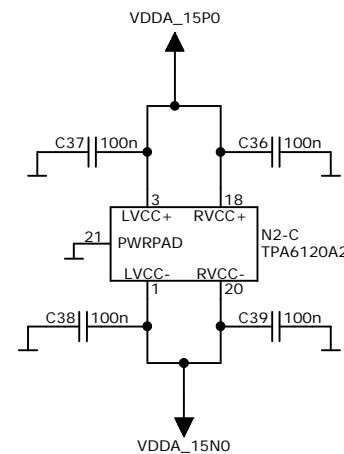 VDDA_15P0
C37 100n C36 100n
3 18
LVCC+ RVCC+
21 PWRPAD N2-C
TPA6120A2
LVCC- RVCC-
1 20
C38 100n C39 100n
VDDA_15N0